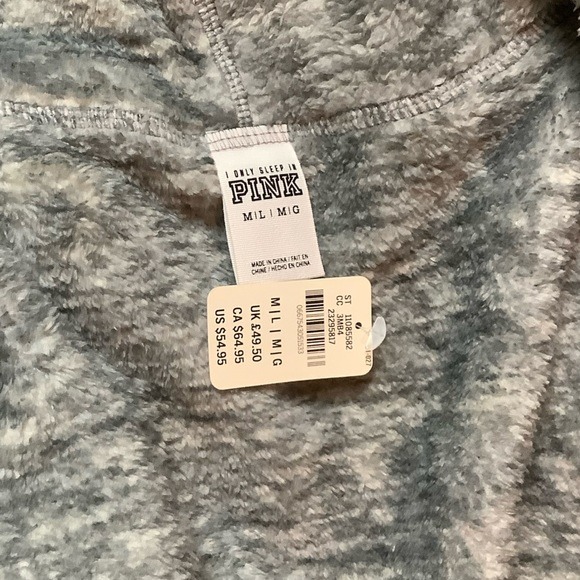 I ONLY SLEEP IN
PINK
M|L | M|G
MADE IN CHINA / FAIT EN
CHINE / HECHO EN CHINA
ST 11085582
CC 3MB4
23295817
M|L | M|G
UK £49.50
CA $64.95
US $54.95